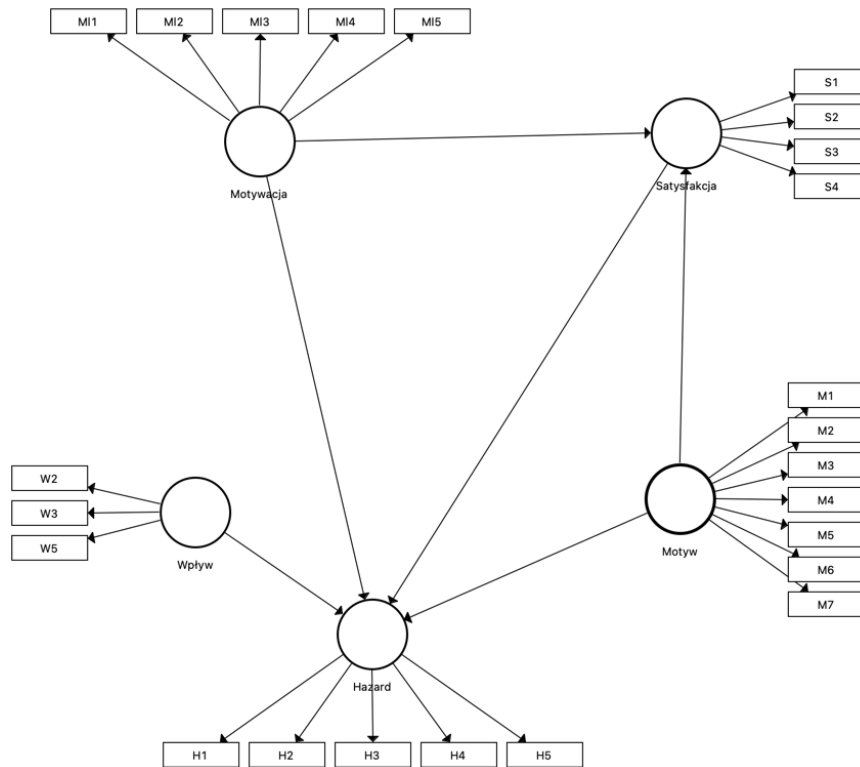 MI1 MI2 MI3 MI4 MI5
S1
S2
S3
S4
Motywacja
Satysfakcja
M1
M2
M3
M4
M5
M6
M7
Motyw
W2
W3
W5
Wpływ
Hazard
H1 H2 H3 H4 H5